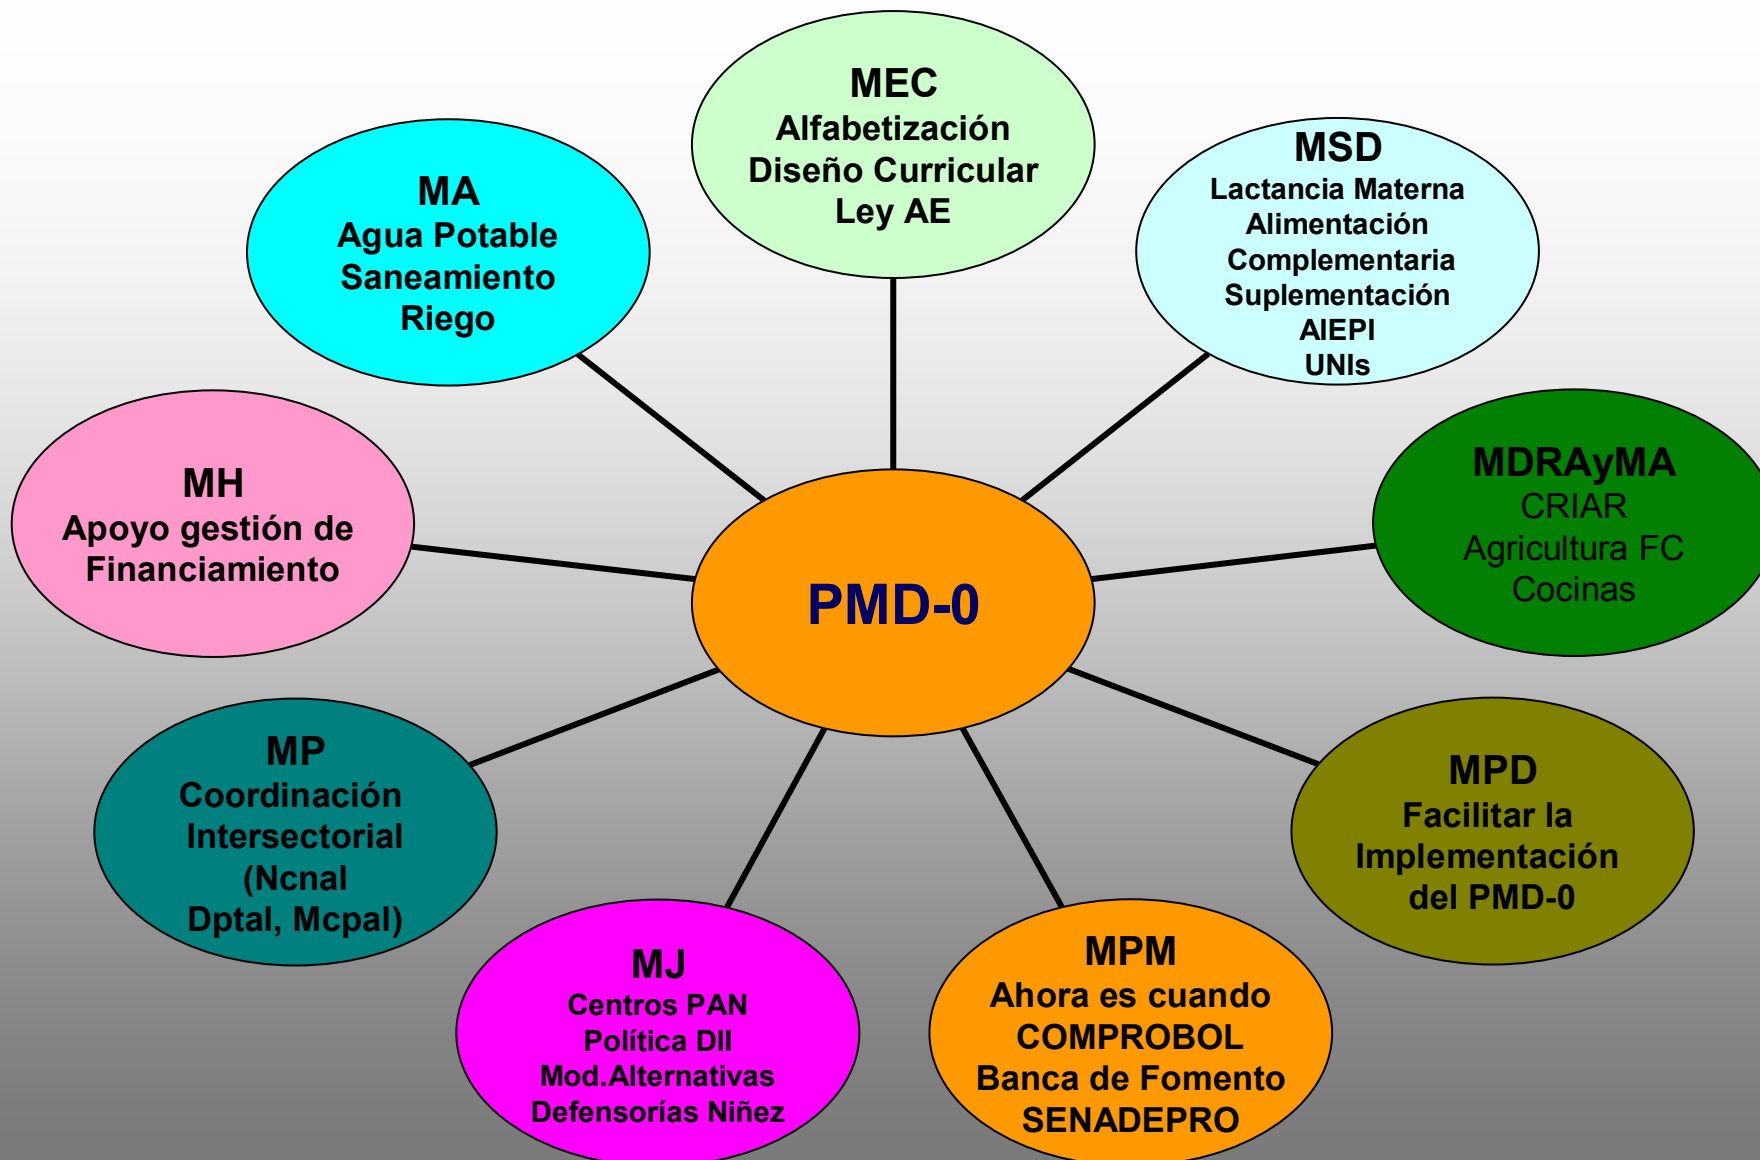 MEC
Alfabetización
Diseño Curricular
Ley AE
MSD
Lactancia Materna
Alimentación
Complementaria
Suplementación
AIEPI
UNIs
MA
Agua Potable
Saneamiento
Riego
MDRAyMA
CRIAR
Agricultura FC
Cocinas
MH
Apoyo gestión de
Financiamiento
PMD-0
MP
Coordinación
Intersectorial
(Ncnal
Dptal, Mcpal)
MPD
Facilitar la
Implementación
del PMD-0
MJ
Centros PAN
Política DII
Mod.Alternativas
Defensorías Niñez
MPM
Ahora es cuando
COMPROBOL
Banca de Fomento
SENADEPRO